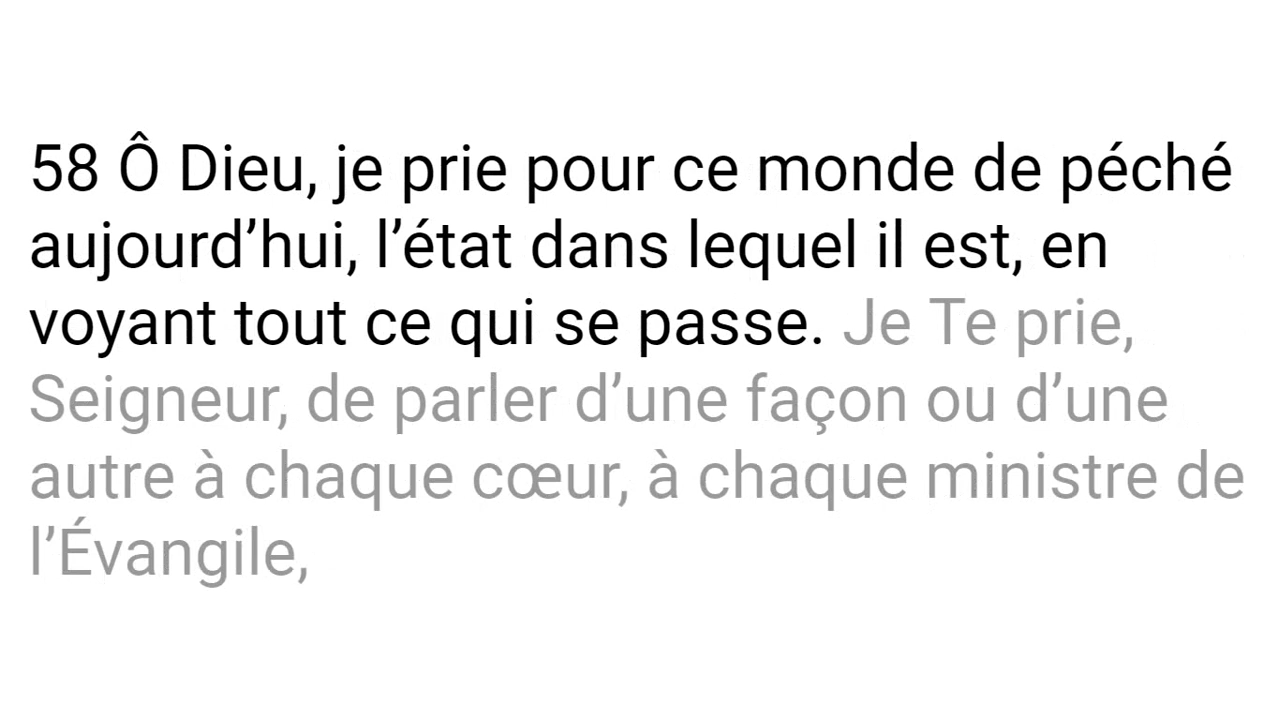 58 Ô Dieu, je prie pour ce monde de péché
aujourd’hui, l’état dans lequel il est, en
voyant tout ce qui se passe. Je Te prie,
Seigneur, de parler d’une façon ou d’une
autre à chaque cœur, à chaque ministre de
l’Évangile,